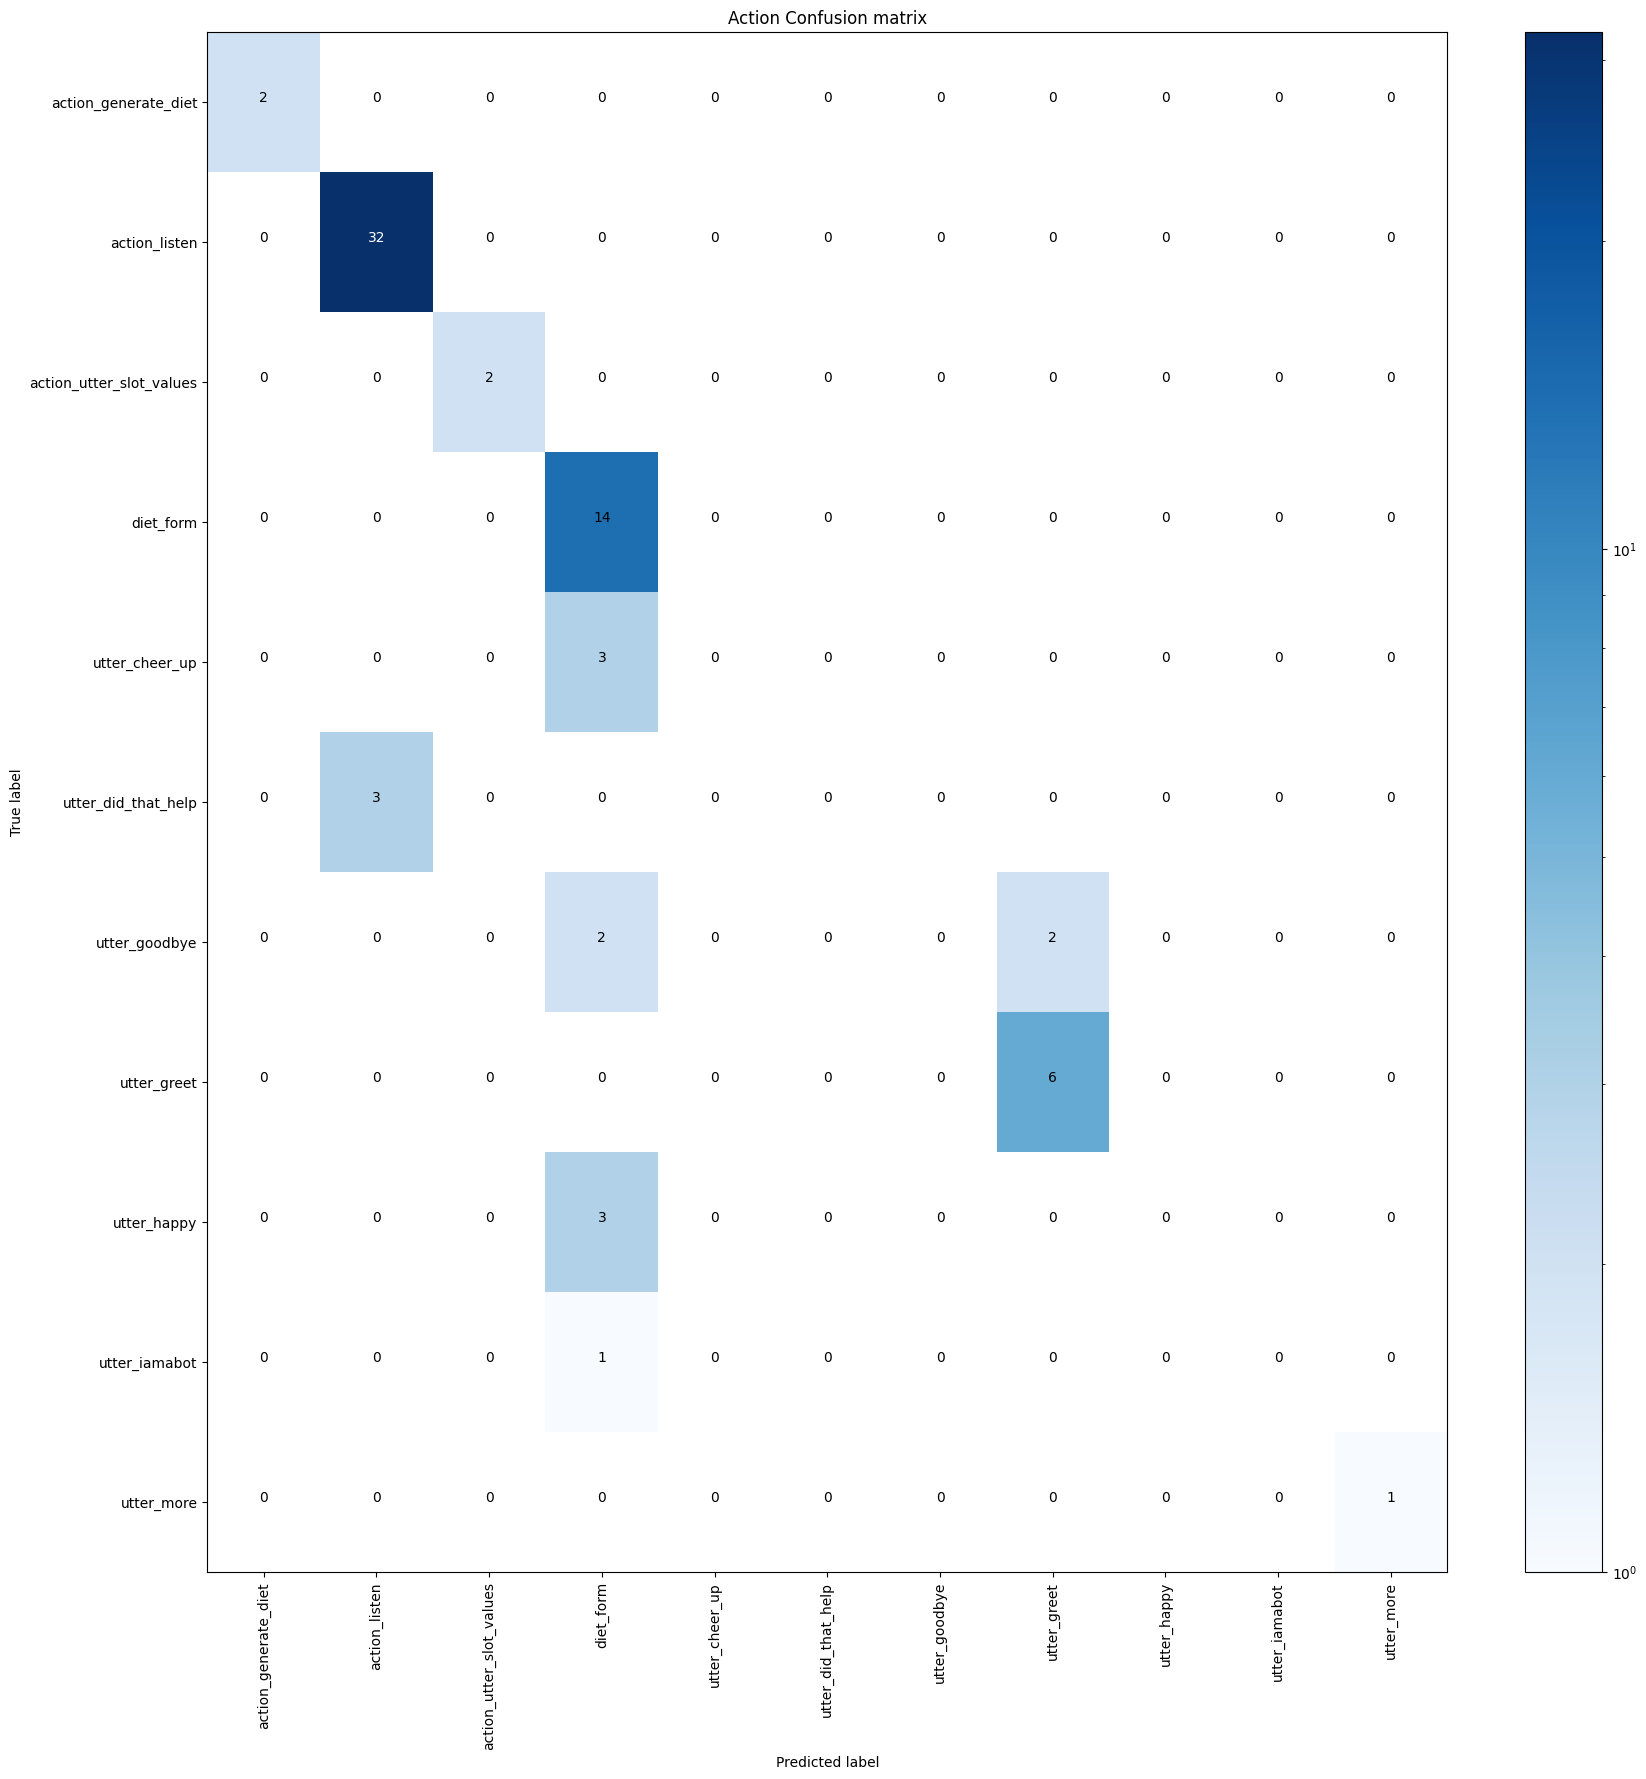 Action Confusion matrix
True label
action_generate_diet 2 0 0 0 0 0 0 0 0 0 0
action_listen 0 32 0 0 0 0 0 0 0 0 0
action_utter_slot_values 0 0 2 0 0 0 0 0 0 0 0
diet_form 0 0 0 14 0 0 0 0 0 0 0
utter_cheer_up 0 0 0 3 0 0 0 0 0 0 0
utter_did_that_help 0 3 0 0 0 0 0 0 0 0 0
utter_goodbye 0 0 0 2 0 0 0 2 0 0 0
utter_greet 0 0 0 0 0 0 0 6 0 0 0
utter_happy 0 0 0 3 0 0 0 0 0 0 0
utter_iamabot 0 0 0 1 0 0 0 0 0 0 0
utter_more 0 0 0 0 0 0 0 0 0 0 1
action_generate_diet
action_listen
action_utter_slot_values
diet_form
utter_cheer_up
utter_did_that_help
utter_goodbye
utter_greet
utter_happy
utter_iamabot
utter_more
Predicted label
10¹
10⁰